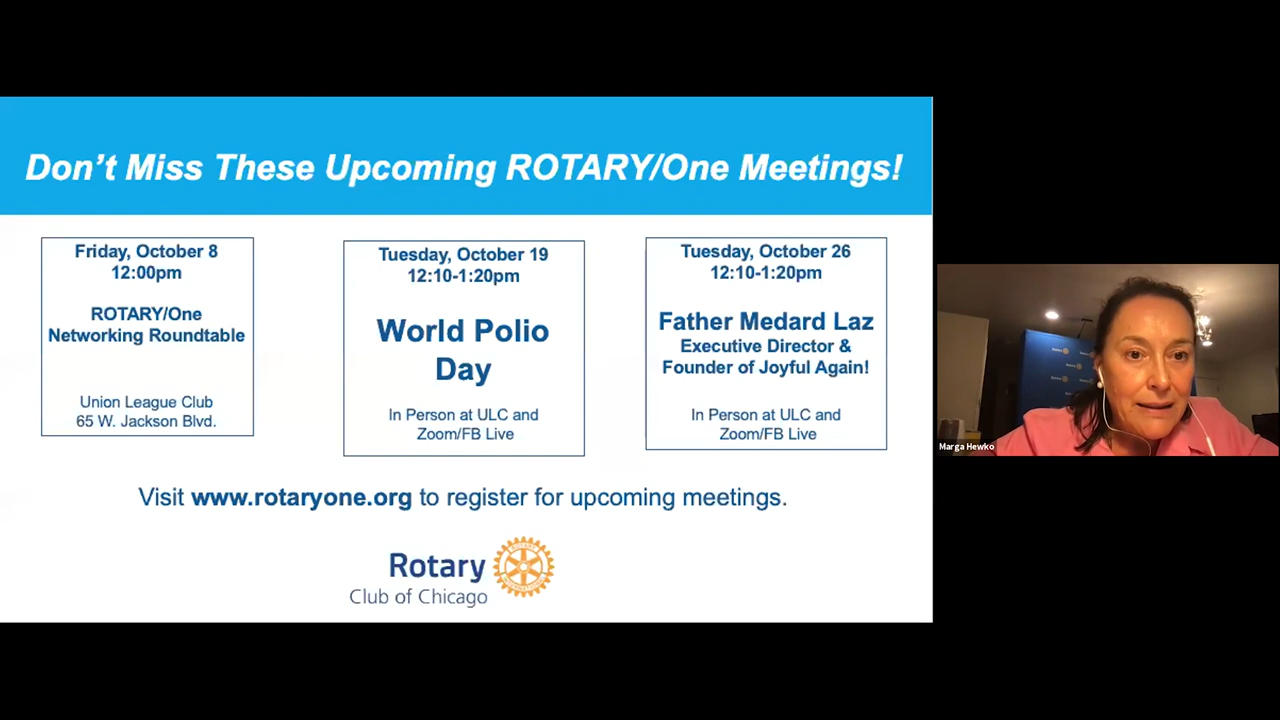 Don't Miss These Upcoming ROTARY/One Meetings!
Friday, October 8
12:00pm
ROTARY/One
Networking Roundtable
Union League Club
65 W. Jackson Blvd.
Tuesday, October 19
12:10-1:20pm
World Polio
Day
In Person at ULC and
Zoom/FB Live
Tuesday, October 26
12:10-1:20pm
Father Medard Laz
Executive Director &
Founder of Joyful Again!
In Person at ULC and
Zoom/FB Live
Visit www.rotaryone.org to register for upcoming meetings.
Rotary
Club of Chicago
ROTARY
INTERNATIONAL
Marga Hewko